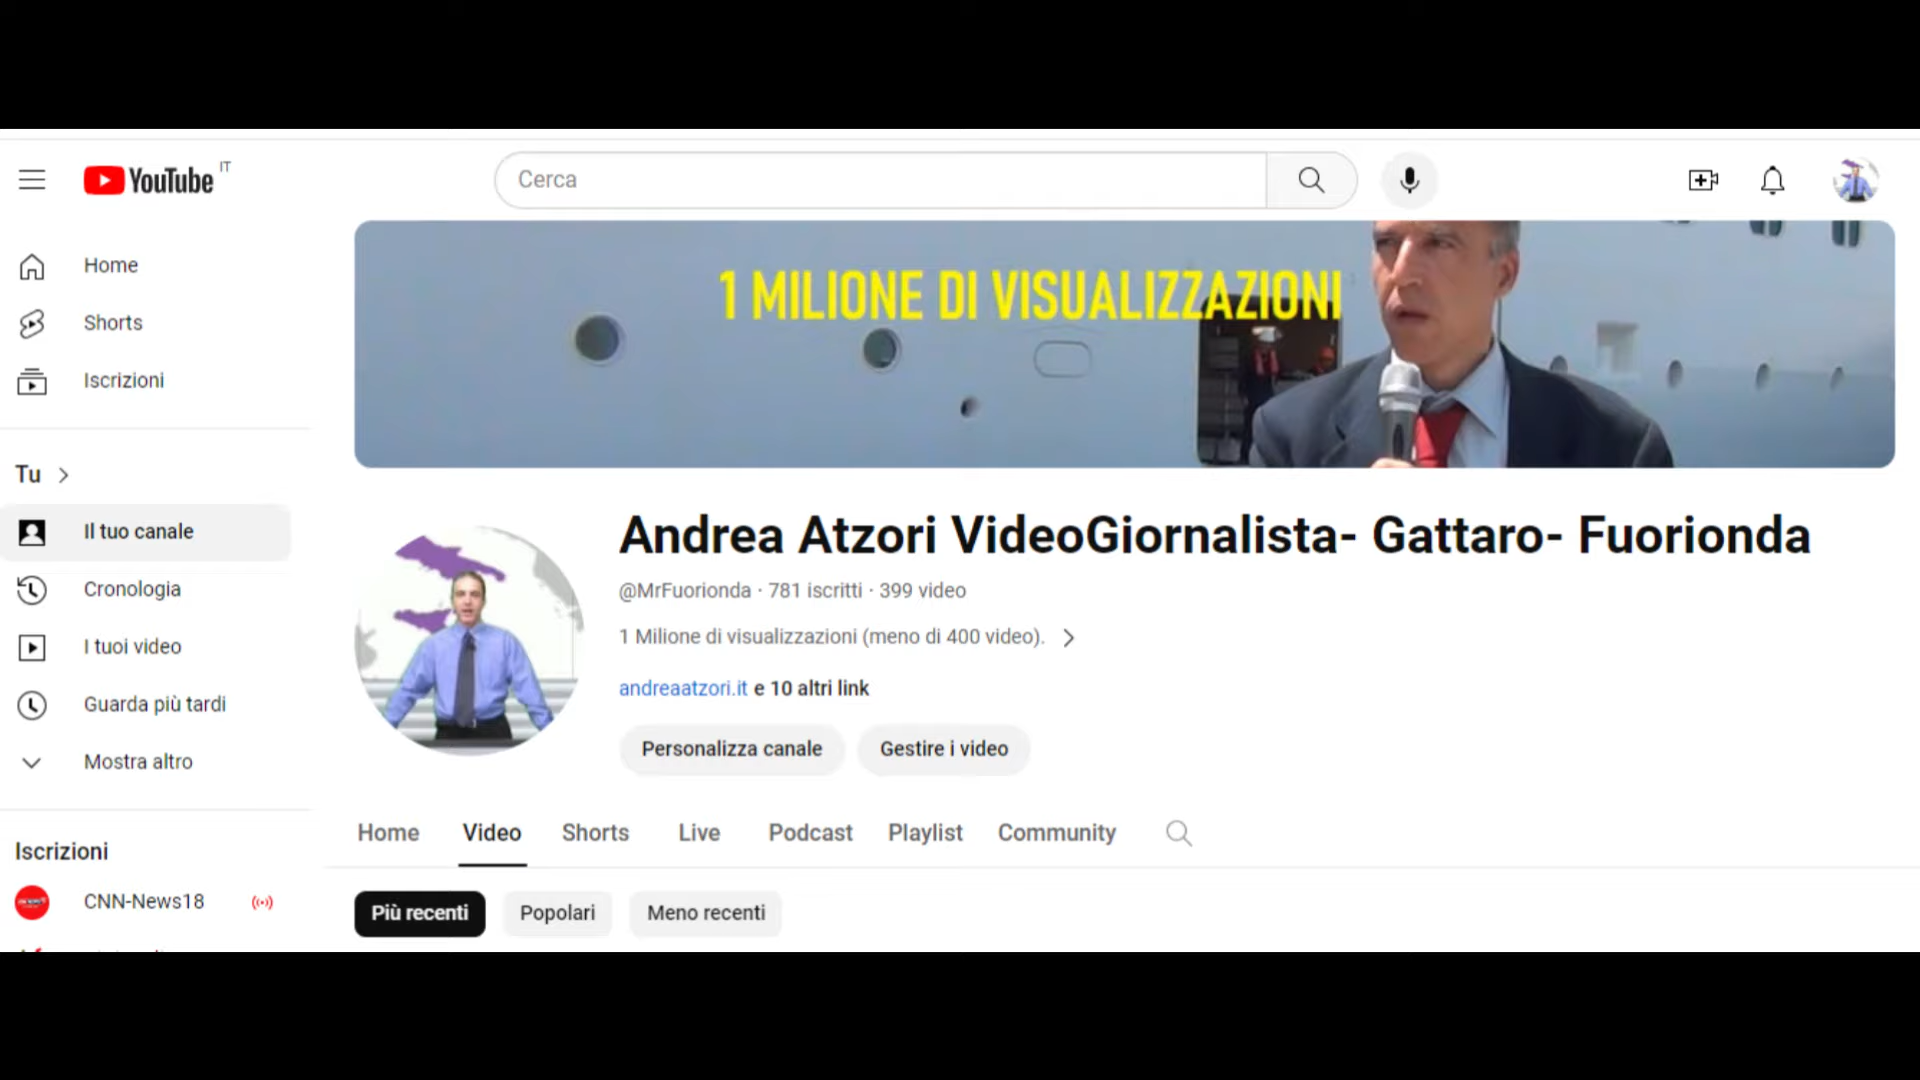 YouTube IT
Cerca
Home
Shorts
Iscrizioni
Tu
Il tuo canale
Cronologia
I tuoi video
Guarda più tardi
Mostra altro
Iscrizioni
CNN-News18
1 MILIONE DI VISUALIZZAZIONI
Andrea Atzori VideoGiornalista- Gattaro- Fuorionda
@MrFuorionda · 781 iscritti · 399 video
1 Milione di visualizzazioni (meno di 400 video).
andreaatzori.it e 10 altri link
Personalizza canale Gestire i video
Home Video Shorts Live Podcast Playlist Community
Più recenti Popolari Meno recenti